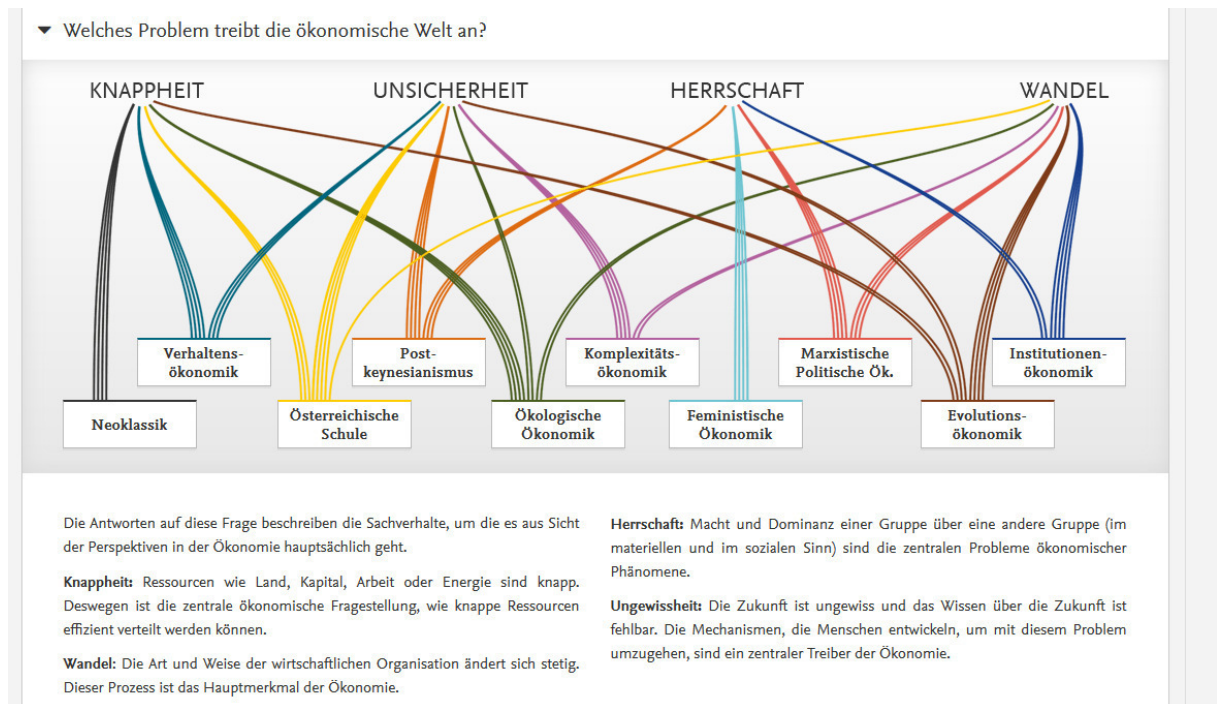 Welches Problem treibt die ökonomische Welt an?
KNAPPHEIT
UNSICHERHEIT
HERRSCHAFT
WANDEL
Verhaltens-
ökonomik
Post-
keynesianismus
Komplexitäts-
ökonomik
Marxistische
Politische Ök.
Institutionen-
ökonomik
Neoklassik
Österreichische
Schule
Ökologische
Ökonomik
Feministische
Ökonomik
Evolutions-
ökonomik
Die Antworten auf diese Frage beschreiben die Sachverhalte, um die es aus Sicht
der Perspektiven in der Ökonomie hauptsächlich geht.
Knappheit: Ressourcen wie Land, Kapital, Arbeit oder Energie sind knapp.
Deswegen ist die zentrale ökonomische Fragestellung, wie knappe Ressourcen
effizient verteilt werden können.
Wandel: Die Art und Weise der wirtschaftlichen Organisation ändert sich stetig.
Dieser Prozess ist das Hauptmerkmal der Ökonomie.
Herrschaft: Macht und Dominanz einer Gruppe über eine andere Gruppe (im
materiellen und im sozialen Sinn) sind die zentralen Probleme ökonomischer
Phänomene.
Ungewissheit: Die Zukunft ist ungewiss und das Wissen über die Zukunft ist
fehlbar. Die Mechanismen, die Menschen entwickeln, um mit diesem Problem
umzugehen, sind ein zentraler Treiber der Ökonomie.